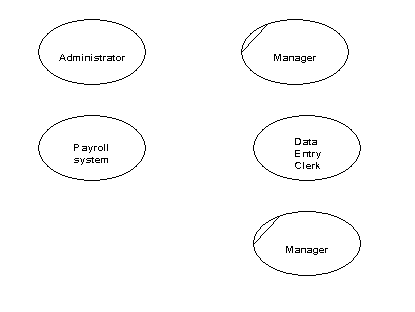 Administrator
Manager
Payroll
system
Data
Entry
Clerk
Manager